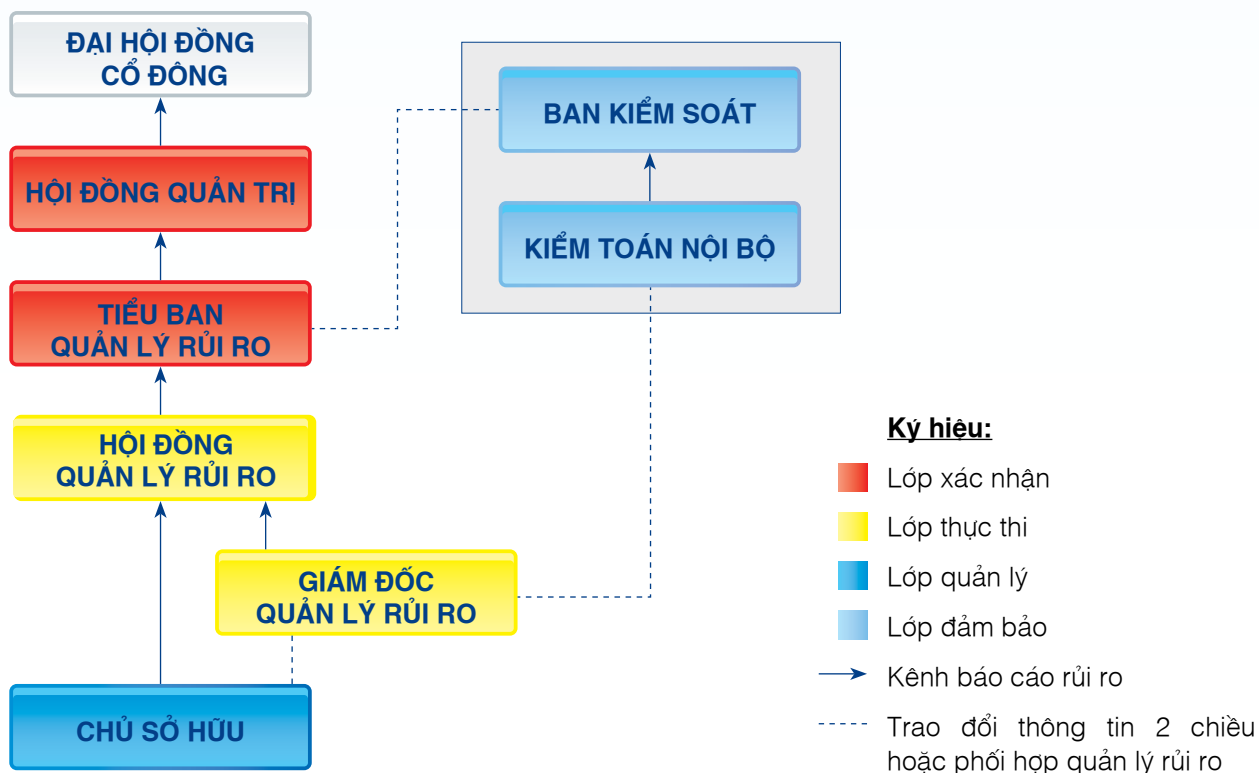 ĐẠI HỘI ĐỒNG
CỔ ĐÔNG
HỘI ĐỒNG QUẢN TRỊ
TIỂU BAN
QUẢN LÝ RỦI RO
HỘI ĐỒNG
QUẢN LÝ RỦI RO
GIÁM ĐỐC
QUẢN LÝ RỦI RO
CHỦ SỞ HỮU
BAN KIỂM SOÁT
KIỂM TOÁN NỘI BỘ
Ký hiệu:
Lớp xác nhận
Lớp thực thi
Lớp quản lý
Lớp đảm bảo
Kênh báo cáo rủi ro
Trao đổi thông tin 2 chiều
hoặc phối hợp quản lý rủi ro